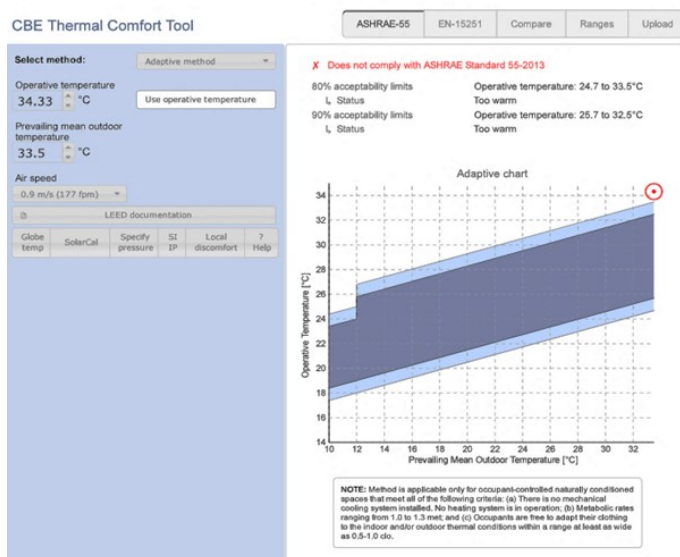 CBE Thermal Comfort Tool
ASHRAE-55 EN-15251 Compare Ranges Upload
Select method: Adaptive method
Operative temperature
34.33 °C Use operative temperature
Prevailing mean outdoor
temperature
33.5 °C
Air speed
0.9 m/s (177 fpm)
LEED documentation
Globe temp SolarCal Specify pressure SI IP Local discomfort ? Help
✗ Does not comply with ASHRAE Standard 55-2013
80% acceptability limits Operative temperature: 24.7 to 33.5°C
Status Too warm
90% acceptability limits Operative temperature: 25.7 to 32.5°C
Status Too warm
Adaptive chart
Operative Temperature [°C]
34
32
30
28
26
24
22
20
18
16
14
10 12 14 16 18 20 22 24 26 28 30 32
Prevailing Mean Outdoor Temperature [°C]
NOTE: Method is applicable only for occupant-controlled naturally conditioned
spaces that meet all of the following criteria: (a) There is no mechanical
cooling system installed. No heating system is in operation; (b) Metabolic rates
ranging from 1.0 to 1.3 met; and (c) Occupants are free to adapt their clothing
to the indoor and/or outdoor thermal conditions within a range at least as wide
as 0.5-1.0 clo.